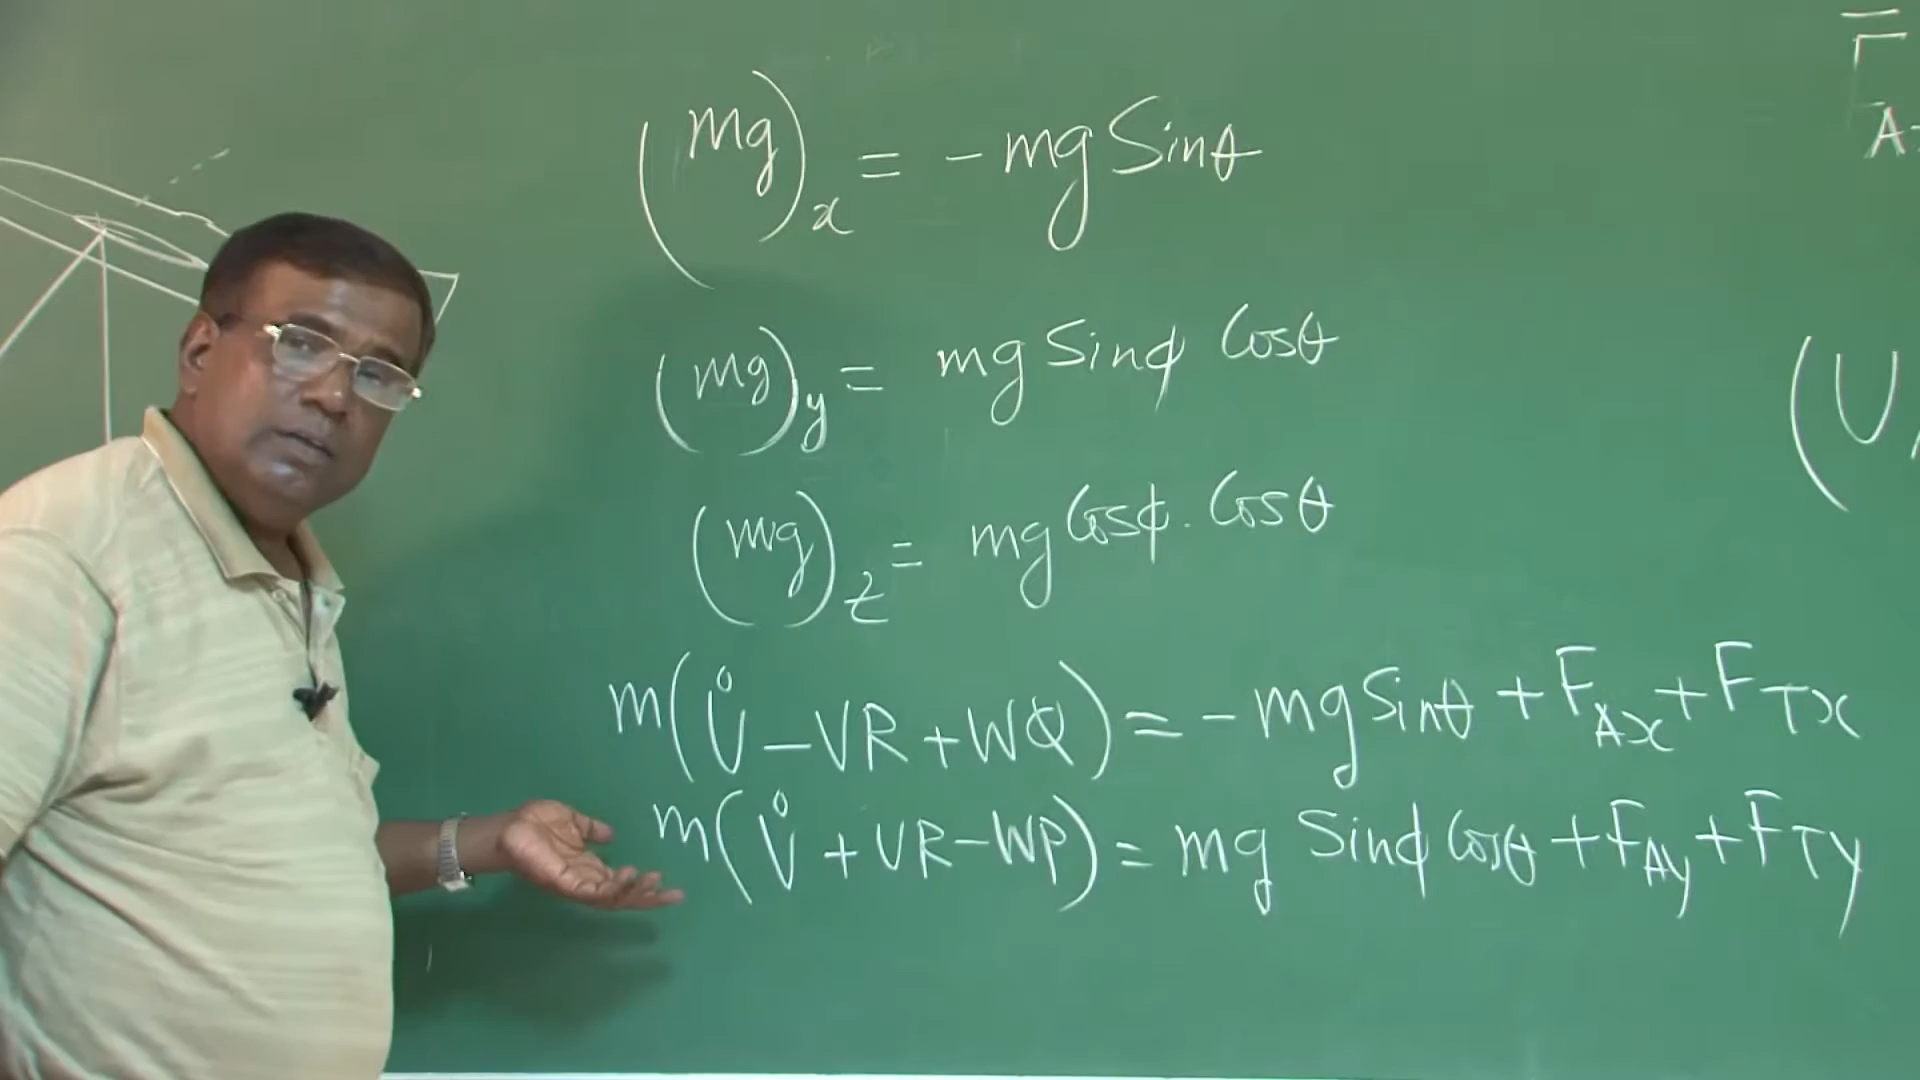 (mg)x = - mg Sinθ
(mg)y = mg Sinϕ Cosθ
(mg)z = mg Cosϕ . Cosθ
m(U̇ - VR + WQ) = - mg Sinθ + FAx + FTx
m(V̇ + UR - WP) = mg Sinϕ Cosθ + FAy + FTy
F̅
A
(U